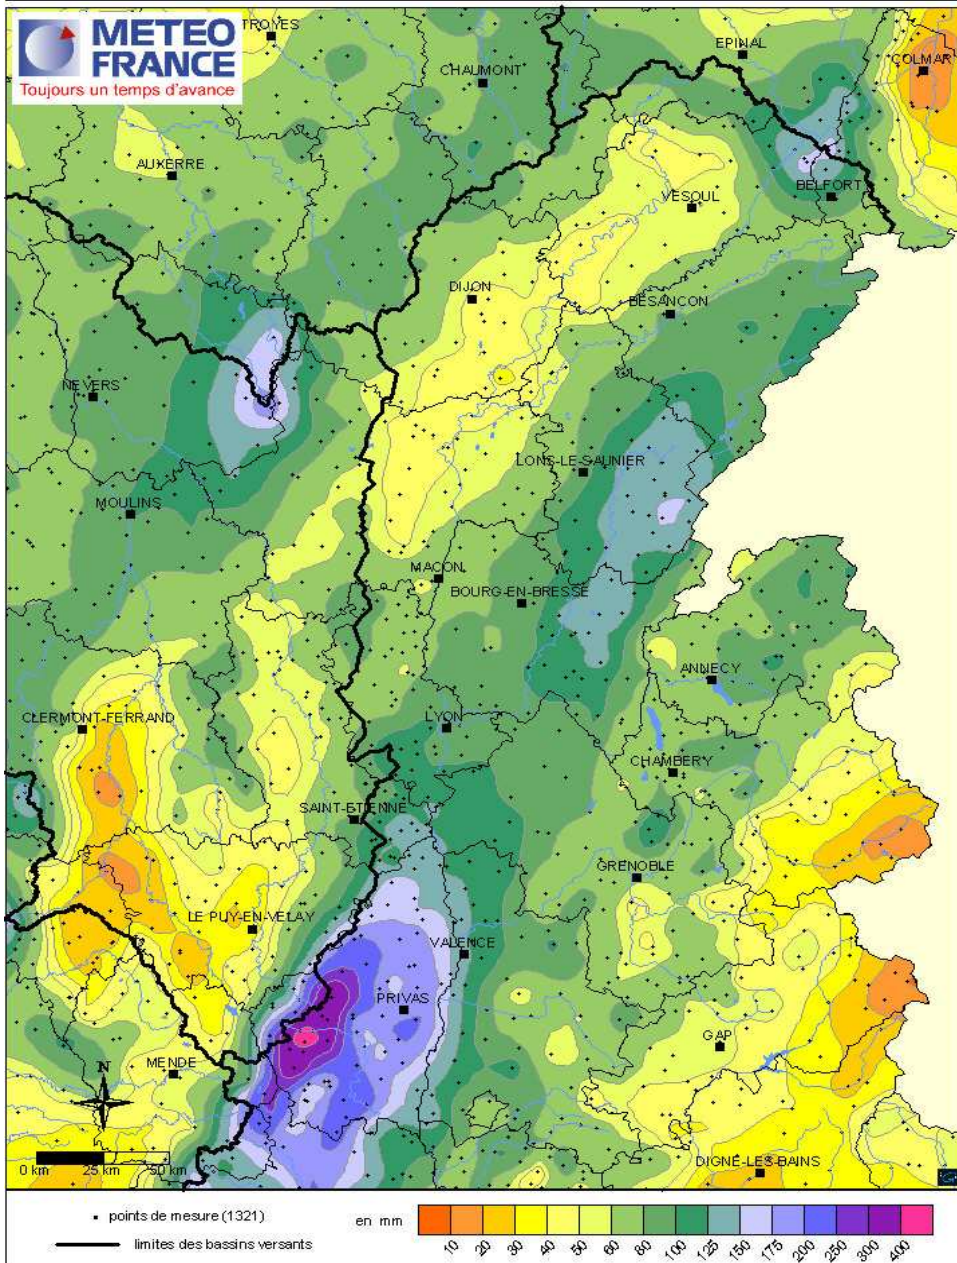 METEO
FRANCE
Toujours un temps d'avance
TROYES
EPINAL
COLMAR
CHAUMONT
AUXERRE
BELFORT
VESOUL
DIJON
BESANCON
NEVERS
LONS-LE-SAUNIER
MOULINS
MACON
BOURG-EN-BRESSE
ANNECY
CLERMONT-FERRAND
LYON
CHAMBERY
SAINT-ETIENNE
GRENOBLE
LE PUY-EN-VELAY
VALENCE
PRIVAS
GAP
MENDE
N
0 km 25 km 50 km
DIGNE-LES-BAINS
points de mesure (1321)
limites des bassins versants
en mm
10 20 30 40 50 60 80 100 125 150 175 200 250 300 400